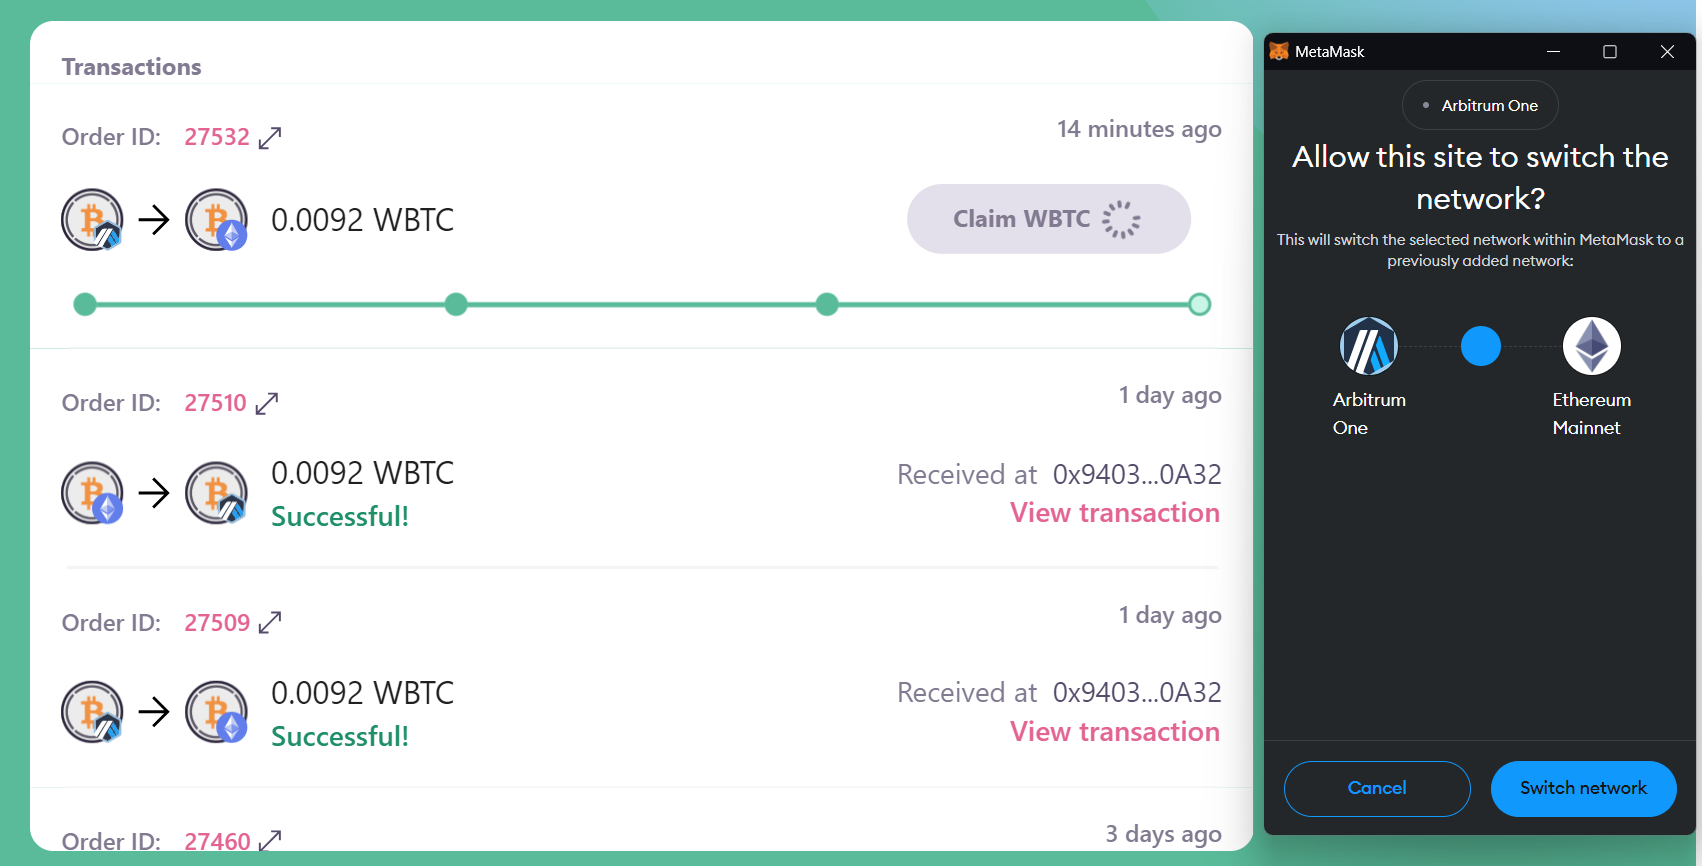 Transactions
Order ID: 27532
14 minutes ago
0.0092 WBTC
Claim WBTC
Order ID: 27510
1 day ago
0.0092 WBTC
Successful!
Received at 0x9403...0A32
View transaction
Order ID: 27509
1 day ago
0.0092 WBTC
Successful!
Received at 0x9403...0A32
View transaction
Order ID: 27460
3 days ago
MetaMask
Arbitrum One
Allow this site to switch the
network?
This will switch the selected network within MetaMask to a
previously added network:
Arbitrum
One
Ethereum
Mainnet
Cancel
Switch network